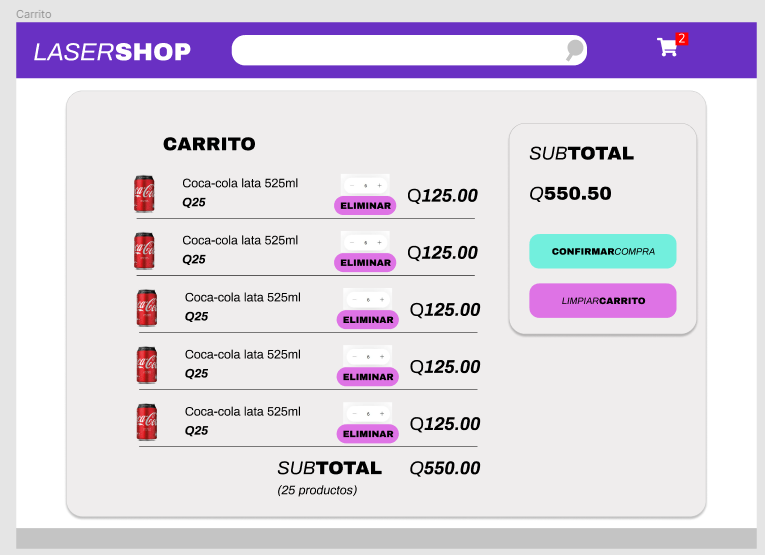 Carrito
LASERSHOP
2
CARRITO
Coca-cola lata 525ml
Q25
- 6 +
ELIMINAR
Q125.00
Coca-cola lata 525ml
Q25
- 6 +
ELIMINAR
Q125.00
Coca-cola lata 525ml
Q25
- 6 +
ELIMINAR
Q125.00
Coca-cola lata 525ml
Q25
- 6 +
ELIMINAR
Q125.00
Coca-cola lata 525ml
Q25
- 6 +
ELIMINAR
Q125.00
SUBTOTAL Q550.00
(25 productos)
SUBTOTAL
Q550.50
CONFIRMARCOMPRA
LIMPIARCARRITO